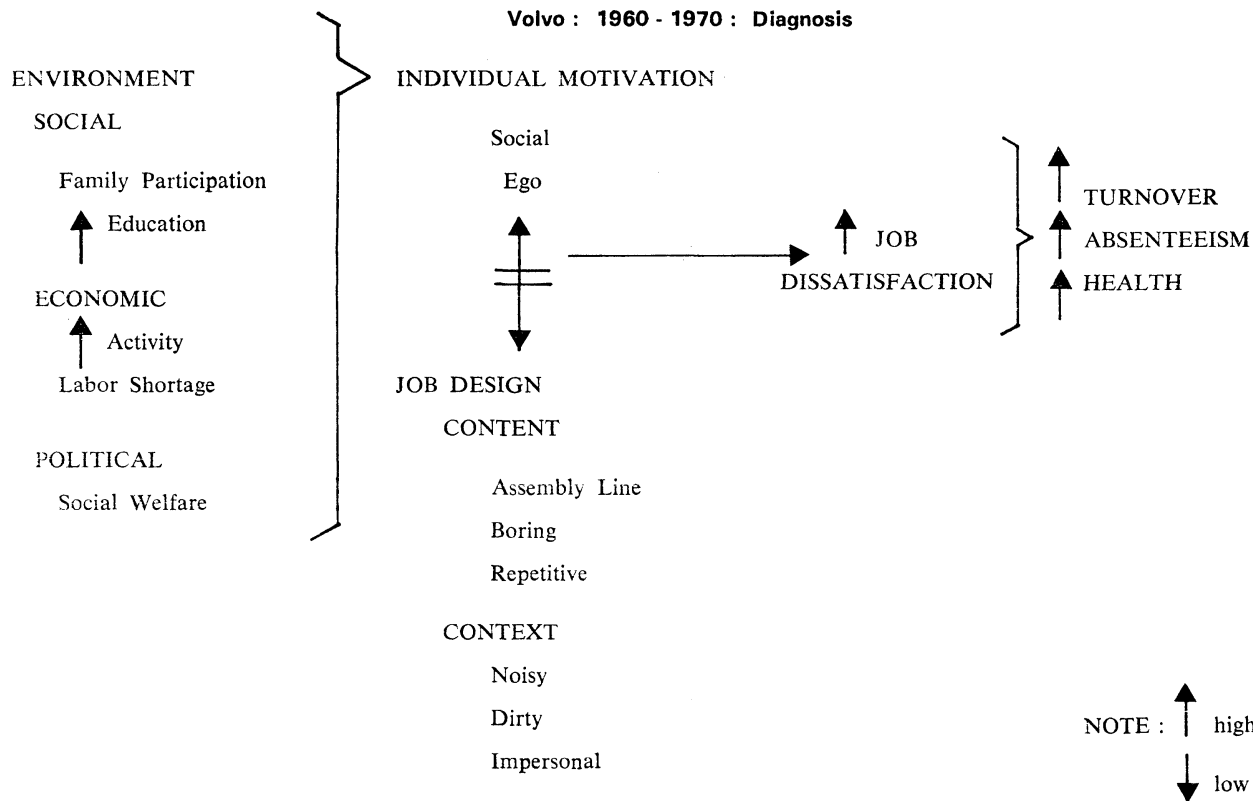 Volvo : 1960 - 1970 : Diagnosis
ENVIRONMENT
SOCIAL
Family Participation
Education
ECONOMIC
Activity
Labor Shortage
POLITICAL
Social Welfare
INDIVIDUAL MOTIVATION
Social
Ego
JOB DESIGN
CONTENT
Assembly Line
Boring
Repetitive
CONTEXT
Noisy
Dirty
Impersonal
JOB
DISSATISFACTION
TURNOVER
ABSENTEEISM
HEALTH
NOTE : high
low